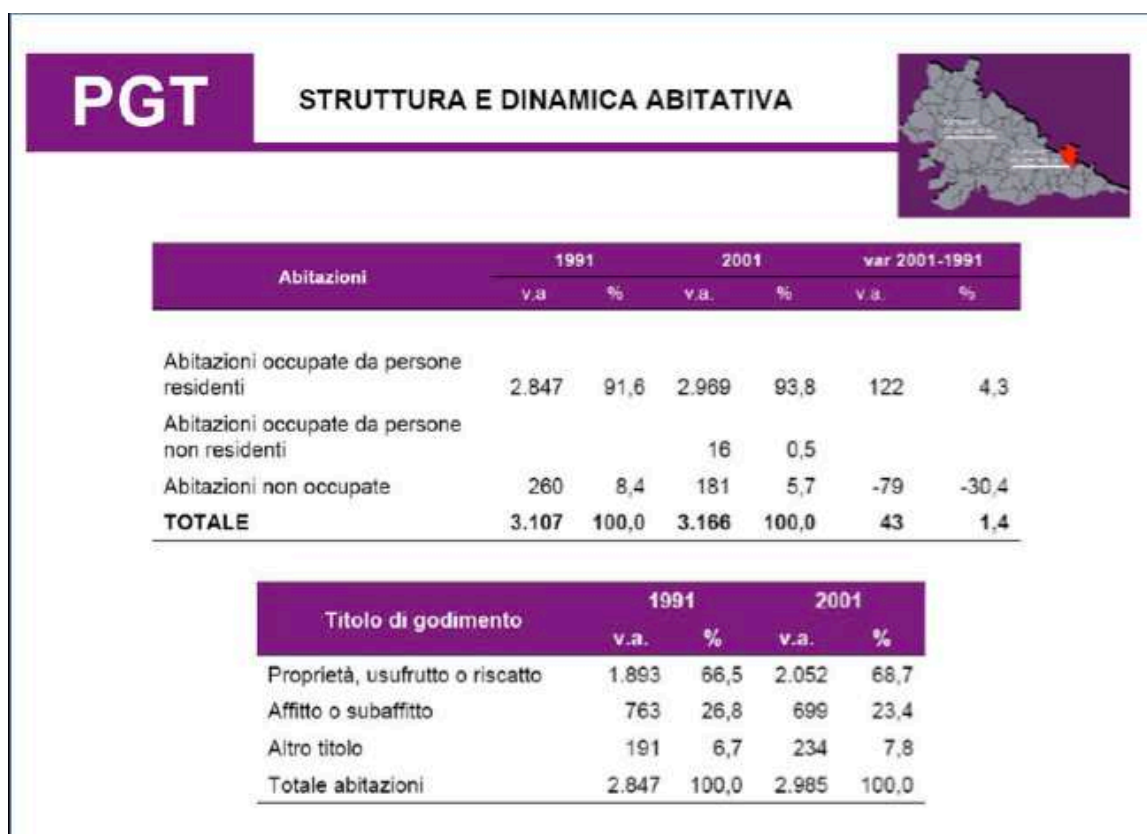 PGT
STRUTTURA E DINAMICA ABITATIVA
Abitazioni 1991 2001 var 2001-1991
v.a % v.a. % v.a. %
Abitazioni occupate da persone
residenti 2.847 91,6 2.969 93,8 122 4,3
Abitazioni occupate da persone
non residenti 16 0,5
Abitazioni non occupate 260 8,4 181 5,7 -79 -30,4
TOTALE 3.107 100,0 3.166 100,0 43 1,4
Titolo di godimento 1991 2001
v.a. % v.a. %
Proprietà, usufrutto o riscatto 1.893 66,5 2.052 68,7
Affitto o subaffitto 763 26,8 699 23,4
Altro titolo 191 6,7 234 7,8
Totale abitazioni 2.847 100,0 2.985 100,0